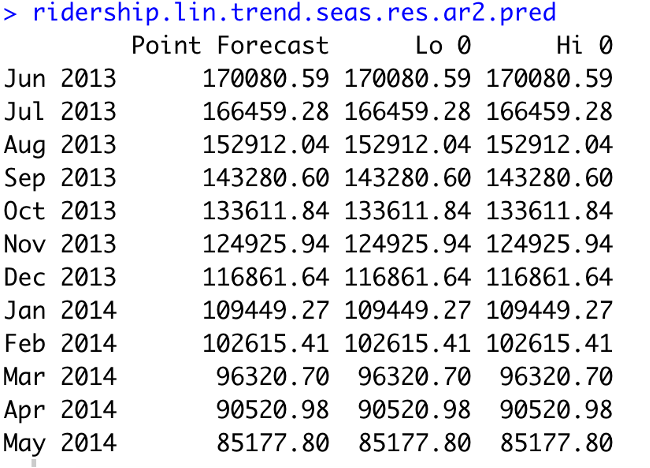 > ridership.lin.trend.seas.res.ar2.pred
Point Forecast Lo 0 Hi 0
Jun 2013 170080.59 170080.59 170080.59
Jul 2013 166459.28 166459.28 166459.28
Aug 2013 152912.04 152912.04 152912.04
Sep 2013 143280.60 143280.60 143280.60
Oct 2013 133611.84 133611.84 133611.84
Nov 2013 124925.94 124925.94 124925.94
Dec 2013 116861.64 116861.64 116861.64
Jan 2014 109449.27 109449.27 109449.27
Feb 2014 102615.41 102615.41 102615.41
Mar 2014 96320.70 96320.70 96320.70
Apr 2014 90520.98 90520.98 90520.98
May 2014 85177.80 85177.80 85177.80